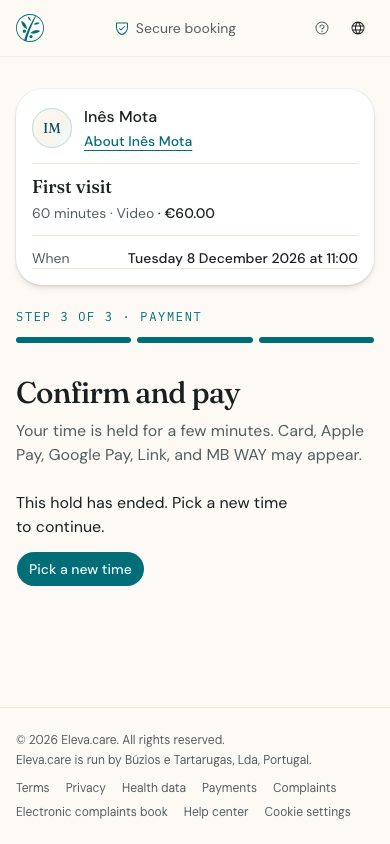 Secure booking
IM
Inês Mota
About Inês Mota
First visit
60 minutes · Video · €60.00
When
Tuesday 8 December 2026 at 11:00
STEP 3 OF 3 · PAYMENT
Confirm and pay
Your time is held for a few minutes. Card, Apple
Pay, Google Pay, Link, and MB WAY may appear.
This hold has ended. Pick a new time
to continue.
Pick a new time
© 2026 Eleva.care. All rights reserved.
Eleva.care is run by Búzios e Tartarugas, Lda, Portugal.
Terms Privacy Health data Payments Complaints
Electronic complaints book Help center Cookie settings